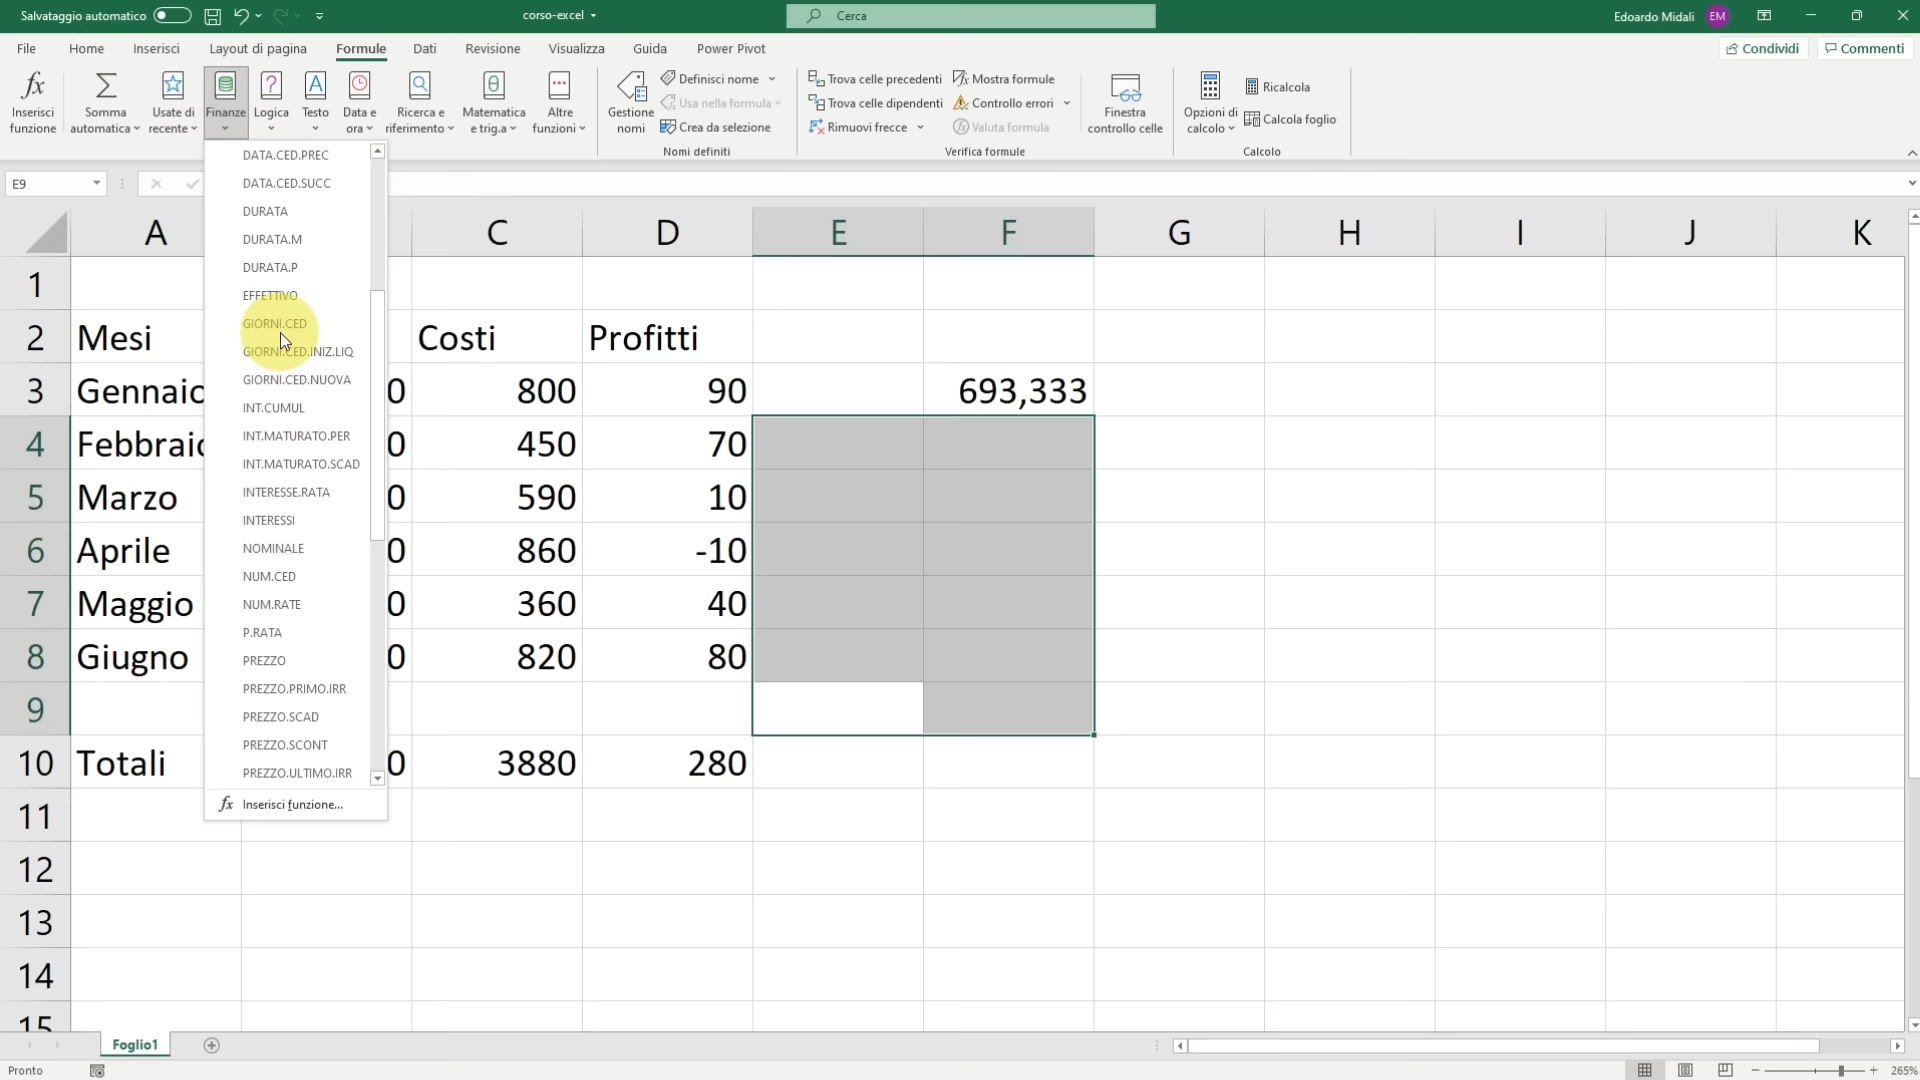 Salvataggio automatico
corso-excel
Cerca
Edoardo Midali EM
File Home Inserisci Layout di pagina Formule Dati Revisione Visualizza Guida Power Pivot
Condividi Commenti
Inserisci funzione
Somma automatica
Usate di recente
Finanze
Logica
Testo
Data e ora
Ricerca e riferimento
Matematica e trig.a
Altre funzioni
Gestione nomi
Definisci nome
Usa nella formula
Crea da selezione
Nomi definiti
Trova celle precedenti
Trova celle dipendenti
Rimuovi frecce
Mostra formule
Controllo errori
Valuta formula
Verifica formule
Finestra controllo celle
Opzioni di calcolo
Ricalcola
Calcola foglio
Calcolo
E9
DATA.CED.PREC
DATA.CED.SUCC
DURATA
DURATA.M
DURATA.P
EFFETTIVO
GIORNI.CED
GIORNI.CED.INIZ.LIQ
GIORNI.CED.NUOVA
INT.CUMUL
INT.MATURATO.PER
INT.MATURATO.SCAD
INTERESSE.RATA
INTERESSI
NOMINALE
NUM.CED
NUM.RATE
P.RATA
PREZZO
PREZZO.PRIMO.IRR
PREZZO.SCAD
PREZZO.SCONT
PREZZO.ULTIMO.IRR
fx Inserisci funzione...
A C D E F G H I J K
1
2 Mesi Costi Profitti
3 Gennaio 0 800 90 693,333
4 Febbraio 0 450 70
5 Marzo 0 590 10
6 Aprile 0 860 -10
7 Maggio 0 360 40
8 Giugno 0 820 80
9
10 Totali 0 3880 280
11
12
13
14
15
Foglio1
Pronto
265%